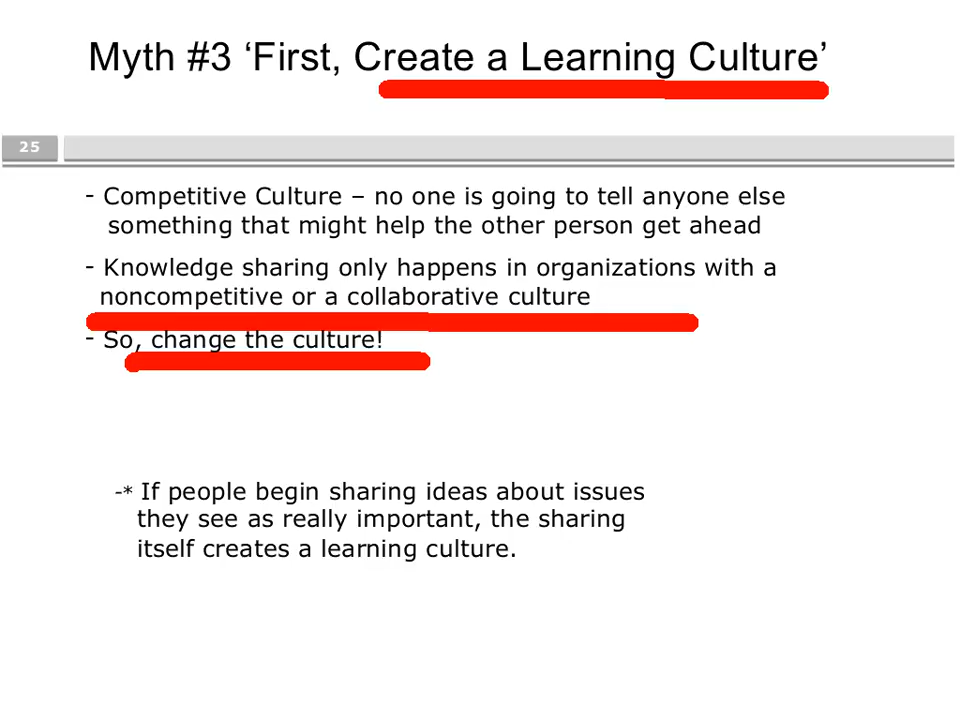 Myth #3 ‘First, Create a Learning Culture’
25
- Competitive Culture – no one is going to tell anyone else
something that might help the other person get ahead
- Knowledge sharing only happens in organizations with a
noncompetitive or a collaborative culture
- So, change the culture!
-* If people begin sharing ideas about issues
they see as really important, the sharing
itself creates a learning culture.